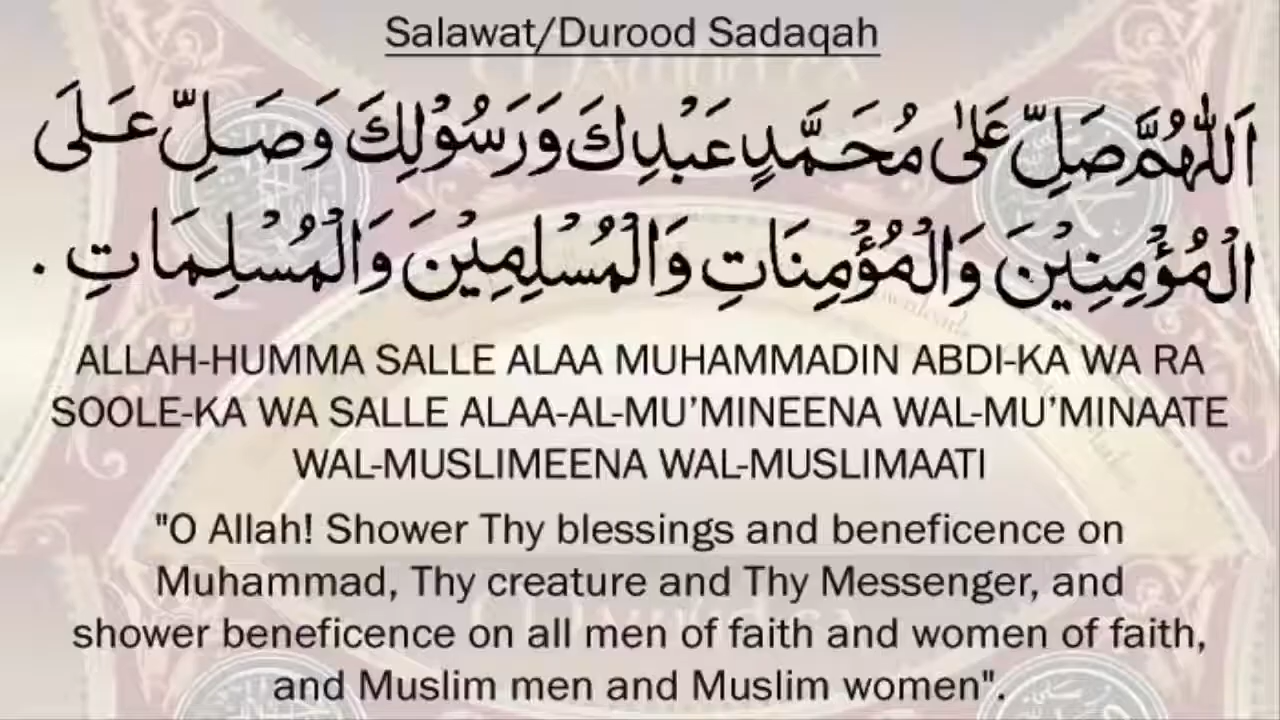 Salawat/Durood Sadaqah
اَللّٰهُمَّ صَلِّ عَلٰى مُحَمَّدٍ عَبْدِكَ وَرَسُوْلِكَ وَصَلِّ عَلَى
الْمُؤْمِنِيْنَ وَالْمُؤْمِنَاتِ وَالْمُسْلِمِيْنَ وَالْمُسْلِمَاتِ .
ALLAH-HUMMA SALLE ALAA MUHAMMADIN ABDI-KA WA RA
SOOLE-KA WA SALLE ALAA-AL-MU’MINEENA WAL-MU’MINAATE
WAL-MUSLIMEENA WAL-MUSLIMAATI
"O Allah! Shower Thy blessings and beneficence on
Muhammad, Thy creature and Thy Messenger, and
shower beneficence on all men of faith and women of faith,
and Muslim men and Muslim women".